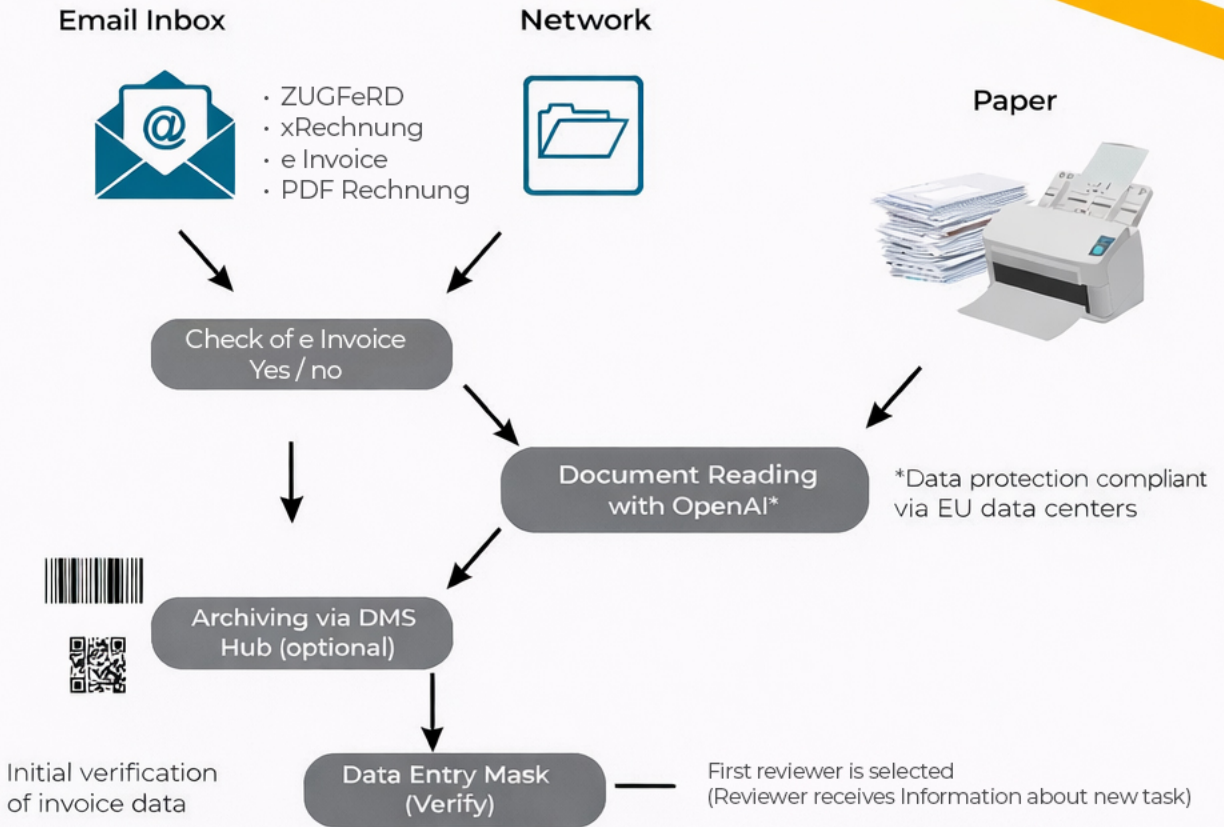 Email Inbox
Network
Paper
@
· ZUGFeRD
· xRechnung
· e Invoice
· PDF Rechnung
Check of e Invoice
Yes / no
Document Reading
with OpenAI*
*Data protection compliant
via EU data centers
Archiving via DMS
Hub (optional)
Initial verification
of invoice data
Data Entry Mask
(Verify)
First reviewer is selected
(Reviewer receives Information about new task)